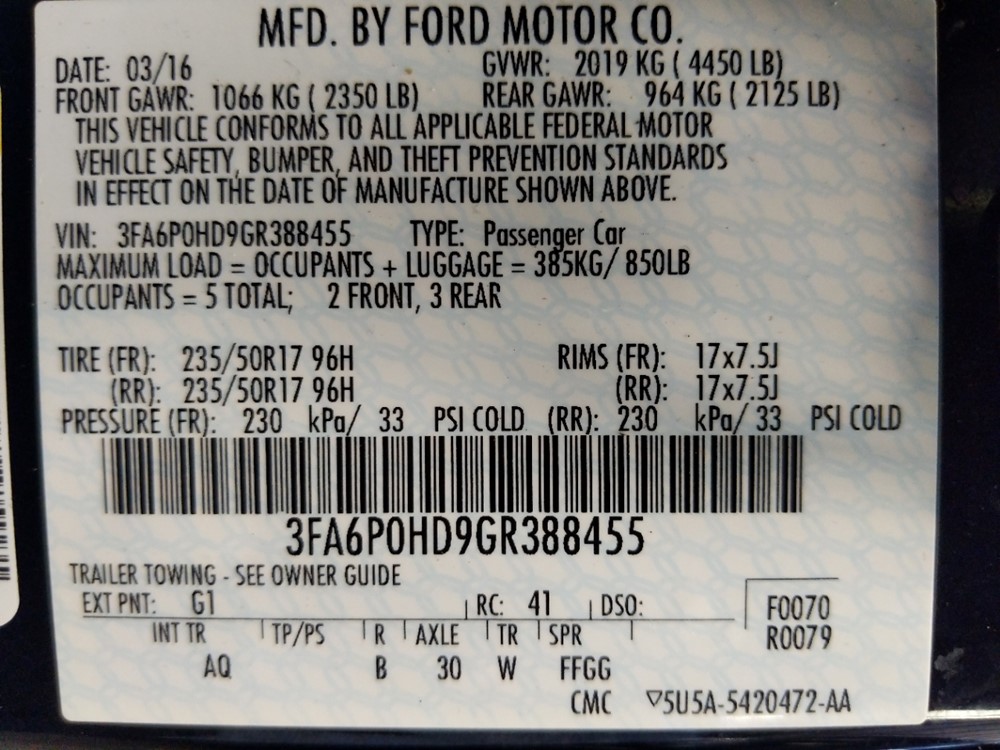 MFD. BY FORD MOTOR CO.
DATE: 03/16 GVWR: 2019 KG ( 4450 LB)
FRONT GAWR: 1066 KG ( 2350 LB) REAR GAWR: 964 KG ( 2125 LB)
THIS VEHICLE CONFORMS TO ALL APPLICABLE FEDERAL MOTOR
VEHICLE SAFETY, BUMPER, AND THEFT PREVENTION STANDARDS
IN EFFECT ON THE DATE OF MANUFACTURE SHOWN ABOVE.
VIN: 3FA6P0HD9GR388455 TYPE: Passenger Car
MAXIMUM LOAD = OCCUPANTS + LUGGAGE = 385KG/ 850LB
OCCUPANTS = 5 TOTAL; 2 FRONT, 3 REAR
TIRE (FR): 235/50R17 96H RIMS (FR): 17x7.5J
(RR): 235/50R17 96H (RR): 17x7.5J
PRESSURE (FR): 230 kPa/ 33 PSI COLD (RR): 230 kPa/ 33 PSI COLD
3FA6P0HD9GR388455
TRAILER TOWING - SEE OWNER GUIDE
EXT PNT: G1 RC: 41 DSO: F0070
INT TR TP/PS R AXLE TR SPR R0079
AQ B 30 W FFGG
CMC ▽5U5A-5420472-AA